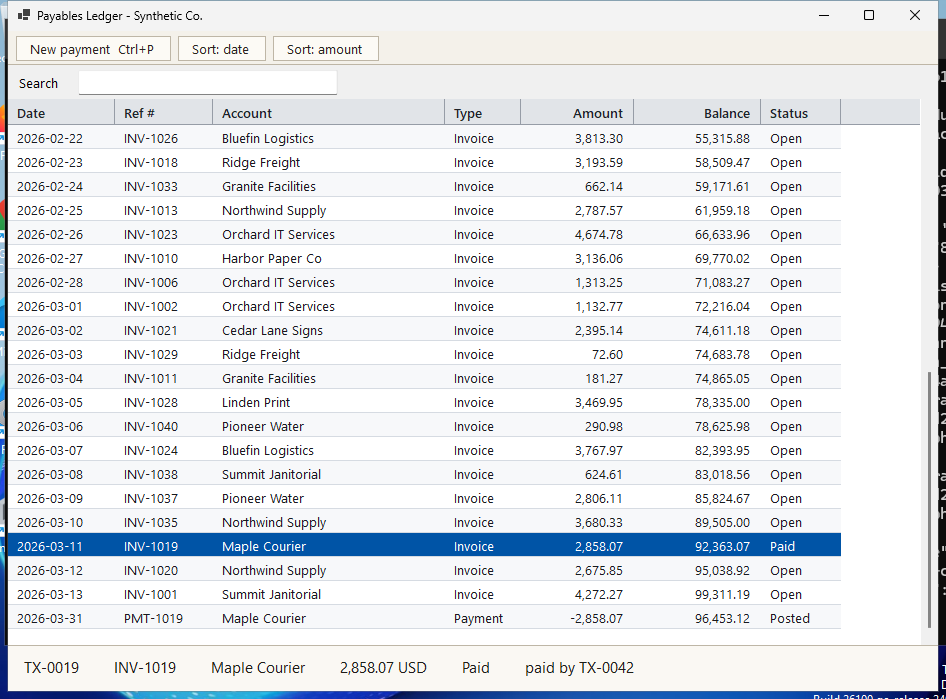 Payables Ledger - Synthetic Co.
New payment Ctrl+P Sort: date Sort: amount
Search
Date Ref # Account Type Amount Balance Status
2026-02-22 INV-1026 Bluefin Logistics Invoice 3,813.30 55,315.88 Open
2026-02-23 INV-1018 Ridge Freight Invoice 3,193.59 58,509.47 Open
2026-02-24 INV-1033 Granite Facilities Invoice 662.14 59,171.61 Open
2026-02-25 INV-1013 Northwind Supply Invoice 2,787.57 61,959.18 Open
2026-02-26 INV-1023 Orchard IT Services Invoice 4,674.78 66,633.96 Open
2026-02-27 INV-1010 Harbor Paper Co Invoice 3,136.06 69,770.02 Open
2026-02-28 INV-1006 Orchard IT Services Invoice 1,313.25 71,083.27 Open
2026-03-01 INV-1002 Orchard IT Services Invoice 1,132.77 72,216.04 Open
2026-03-02 INV-1021 Cedar Lane Signs Invoice 2,395.14 74,611.18 Open
2026-03-03 INV-1029 Ridge Freight Invoice 72.60 74,683.78 Open
2026-03-04 INV-1011 Granite Facilities Invoice 181.27 74,865.05 Open
2026-03-05 INV-1028 Linden Print Invoice 3,469.95 78,335.00 Open
2026-03-06 INV-1040 Pioneer Water Invoice 290.98 78,625.98 Open
2026-03-07 INV-1024 Bluefin Logistics Invoice 3,767.97 82,393.95 Open
2026-03-08 INV-1038 Summit Janitorial Invoice 624.61 83,018.56 Open
2026-03-09 INV-1037 Pioneer Water Invoice 2,806.11 85,824.67 Open
2026-03-10 INV-1035 Northwind Supply Invoice 3,680.33 89,505.00 Open
2026-03-11 INV-1019 Maple Courier Invoice 2,858.07 92,363.07 Paid
2026-03-12 INV-1020 Northwind Supply Invoice 2,675.85 95,038.92 Open
2026-03-13 INV-1001 Summit Janitorial Invoice 4,272.27 99,311.19 Open
2026-03-31 PMT-1019 Maple Courier Payment -2,858.07 96,453.12 Posted
TX-0019 INV-1019 Maple Courier 2,858.07 USD Paid paid by TX-0042